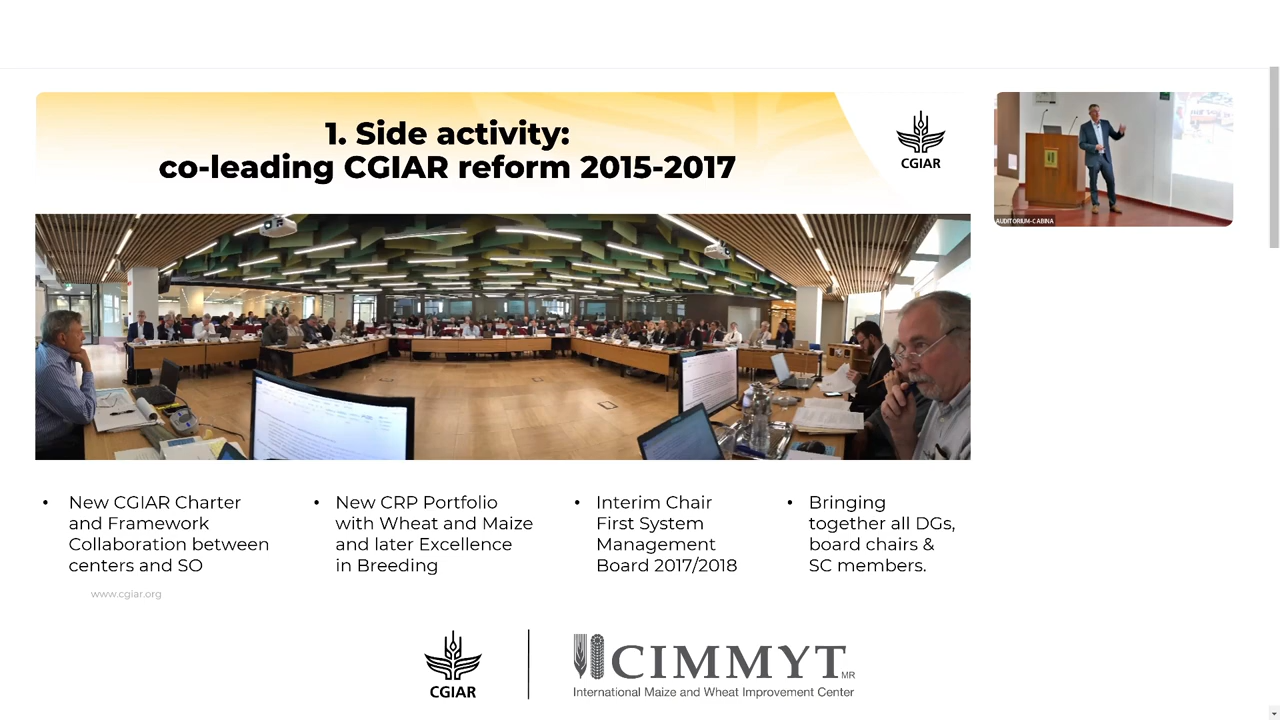 1. Side activity:
co-leading CGIAR reform 2015-2017
CGIAR
AUDITORIUM-CABINA
• New CGIAR Charter
and Framework
Collaboration between
centers and SO
• New CRP Portfolio
with Wheat and Maize
and later Excellence
in Breeding
• Interim Chair
First System
Management
Board 2017/2018
• Bringing
together all DGs,
board chairs &
SC members.
www.cgiar.org
CGIAR
CIMMYT MR
International Maize and Wheat Improvement Center